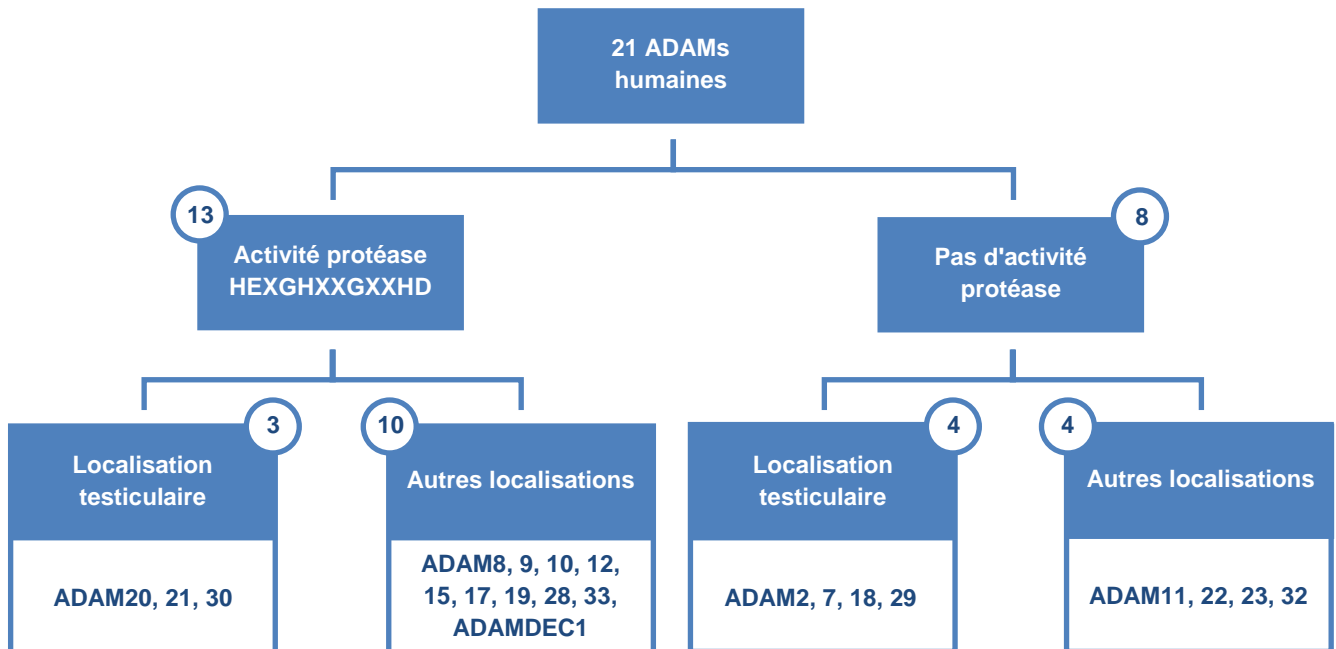 21 ADAMs
humaines
13
Activité protéase
HEXGHXXGXXHD
8
Pas d'activité
protéase
3
Localisation
testiculaire
ADAM20, 21, 30
10
Autres localisations
ADAM8, 9, 10, 12,
15, 17, 19, 28, 33,
ADAMDEC1
4
Localisation
testiculaire
ADAM2, 7, 18, 29
4
Autres localisations
ADAM11, 22, 23, 32